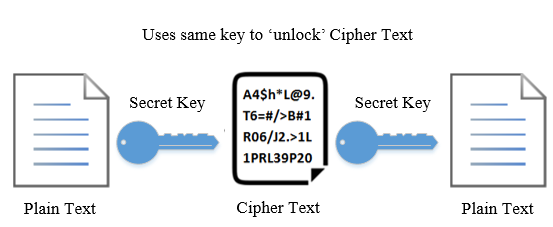 Uses same key to ‘unlock’ Cipher Text
Secret Key
Secret Key
A4$h*L@9.
T6=#/>B#1
R06/J2.>1L
1PRL39P20
Plain Text
Cipher Text
Plain Text